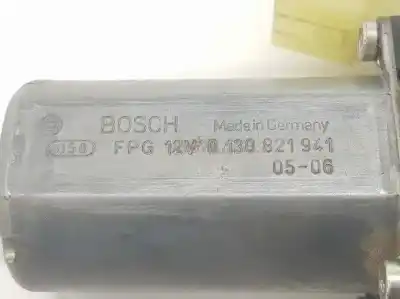 BOSCH Made in Germany
FPG 12V 0 130 821 941
05-06